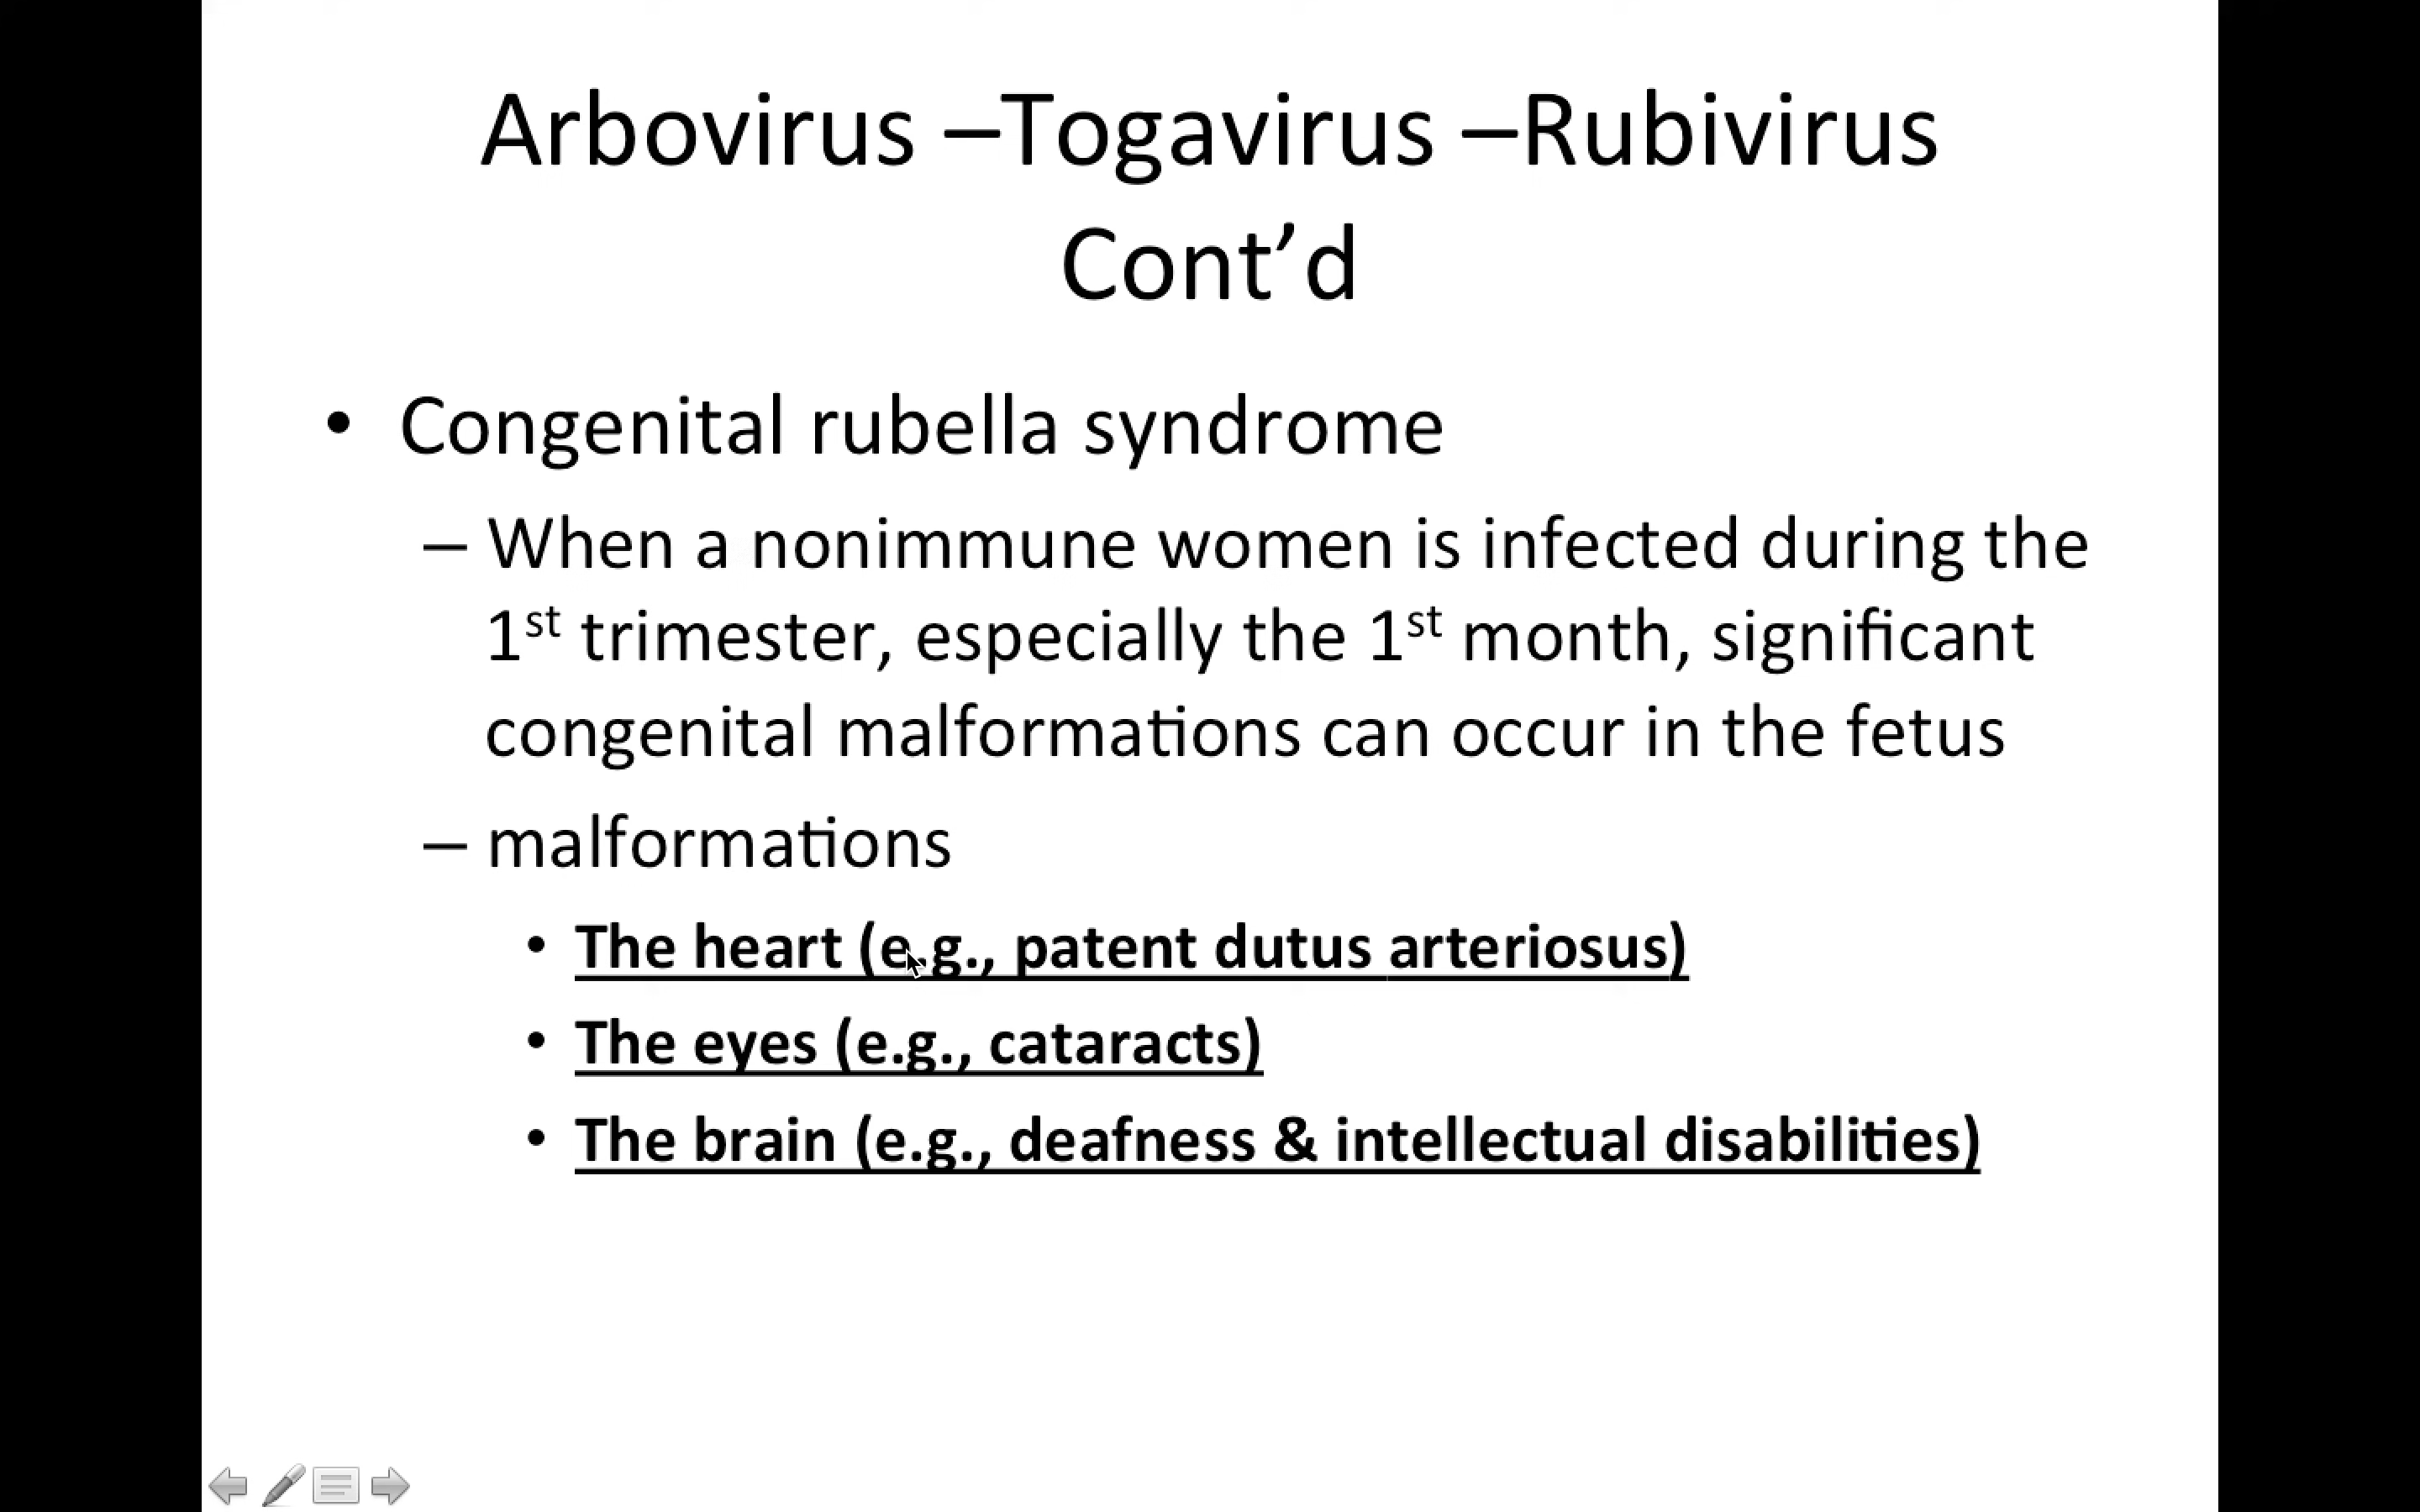 Arbovirus –Togavirus –Rubivirus
Cont’d
• Congenital rubella syndrome
– When a nonimmune women is infected during the
1st trimester, especially the 1st month, significant
congenital malformations can occur in the fetus
– malformations
• The heart (e.g., patent dutus arteriosus)
• The eyes (e.g., cataracts)
• The brain (e.g., deafness & intellectual disabilities)